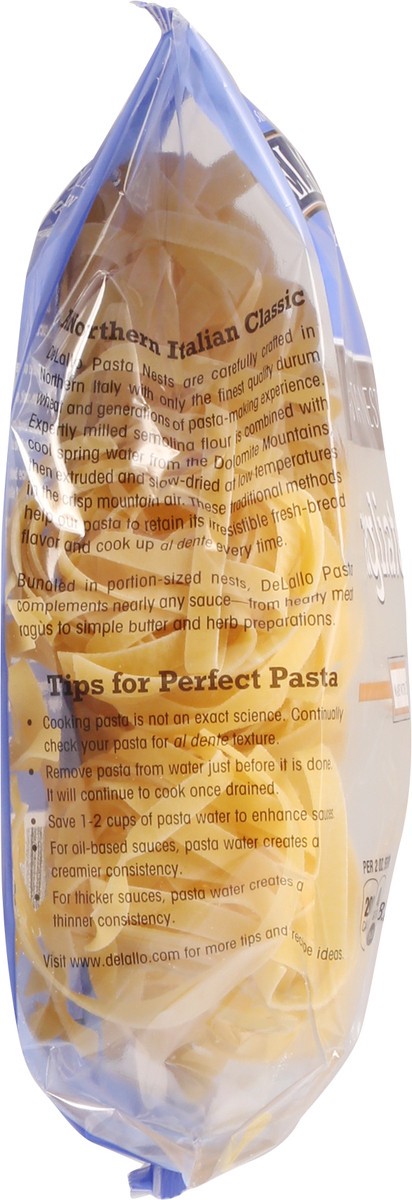 Northern Italian Classic
DeLallo Pasta Nests are carefully crafted in
Northern Italy with only the finest quality durum
wheat and generations of pasta-making experience.
Expertly milled semolina flour is combined with
cool spring water from the Dolomite Mountains,
then extruded and slow-dried at low temperatures
in the crisp mountain air. These traditional methods
help our pasta to retain its irresistible fresh-bread
flavor and cook up al dente every time.
Bundled in portion-sized nests, DeLallo Pasta
complements nearly any sauce—from hearty meat
ragùs to simple butter and herb preparations.
Tips for Perfect Pasta
• Cooking pasta is not an exact science. Continually
check your pasta for al dente texture.
• Remove pasta from water just before it is done.
It will continue to cook once drained.
• Save 1-2 cups of pasta water to enhance sauces.
• For oil-based sauces, pasta water creates a
creamier consistency.
• For thicker sauces, pasta water creates a
thinner consistency.
Visit www.delallo.com for more tips and recipe ideas.
PER 2 OZ